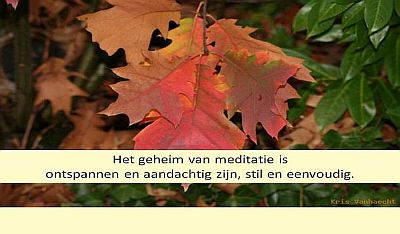 Het geheim van meditatie is
ontspannen en aandachtig zijn, stil en eenvoudig.
Kris Vanhaecht